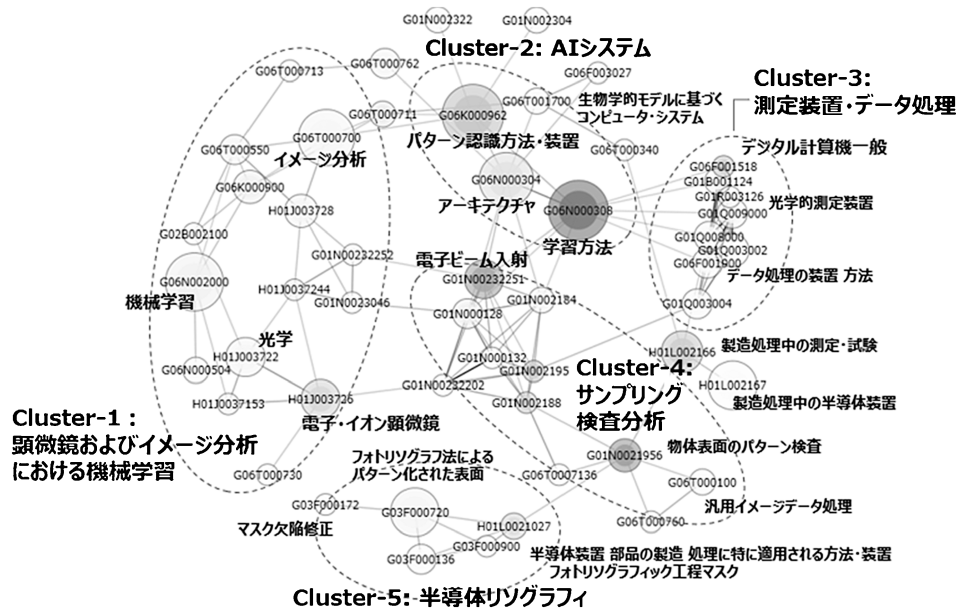 G01N002322
G01N002304
Cluster-2: AIシステム
G06T000713
G06T000762
G06F003027
Cluster-3:
測定装置・データ処理
G06T001700
生物学的モデルに基づく
コンピュータ・システム
G06T000711
G06K000962
G06T000700
パターン認識方法・装置
G06T000550
イメージ分析
G06T000340
デジタル計算機一般
G06F001518
G01B001124
G01R003126
G06K000900
G06N000304
アーキテクチャ
光学的測定装置
G01Q009000
H01J003728
G06N000308
G02B002100
G01Q008000
学習方法
G01Q003002
G01N00232252
電子ビーム入射
G06F001900
データ処理の装置 方法
G06N002000
G01N00232251
機械学習
H01J0037244
G01N0023046
G01N002184
G01Q003004
G01N000128
光学
製造処理中の測定・試験
H01J003722
G01N000132
H01L002166
G06N000504
G01N002195
Cluster-4:
サンプリング
検査分析
G01N00232202
H01L002167
製造処理中の半導体装置
H01J0037153
H01J003726
G01N002188
Cluster-1：
顕微鏡およびイメージ分析
における機械学習
電子・イオン顕微鏡
物体表面のパターン検査
フォトリソグラフ法による
パターン化された表面
G01N0021956
G06T000730
G06T0007136
G06T000100
汎用イメージデータ処理
G03F000172
G03F000720
マスク欠陥修正
H01L0021027
G06T000760
G03F000900
G03F000136
半導体装置 部品の製造 処理に特に適用される方法・装置
フォトリソグラフィック工程マスク
Cluster-5: 半導体リソグラフィ